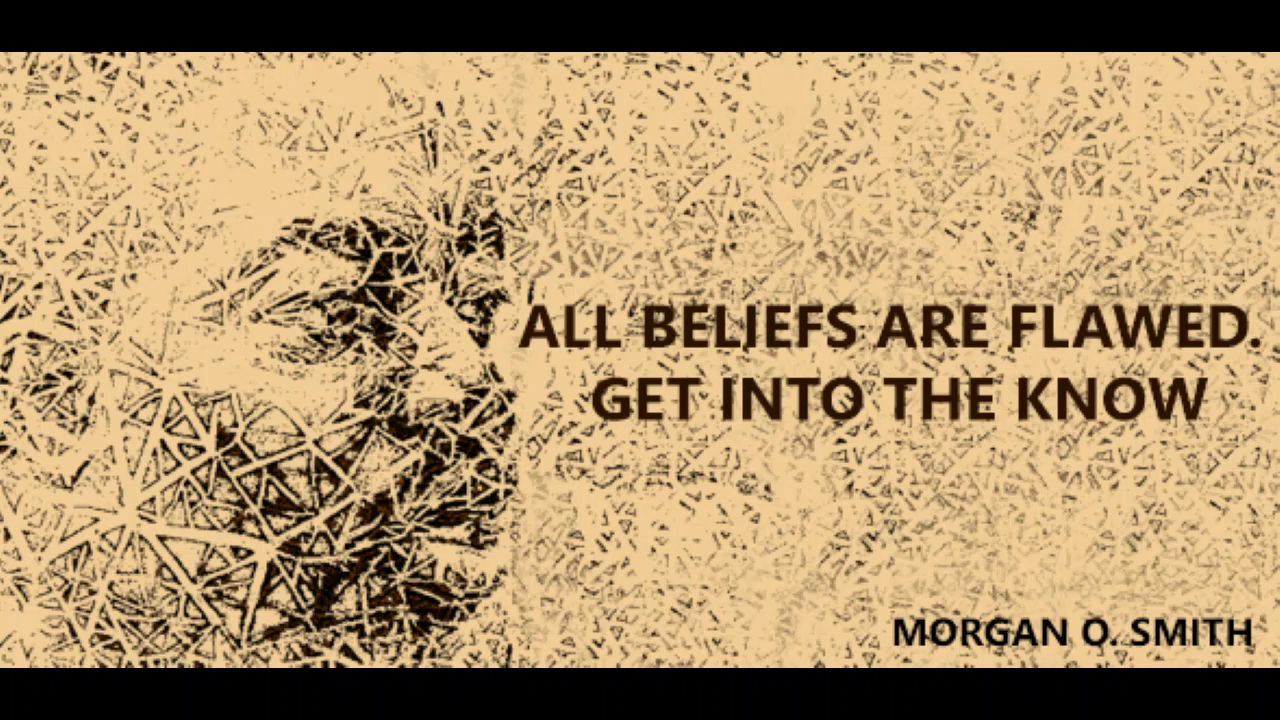 ALL BELIEFS ARE FLAWED.
GET INTO THE KNOW
MORGAN O. SMITH